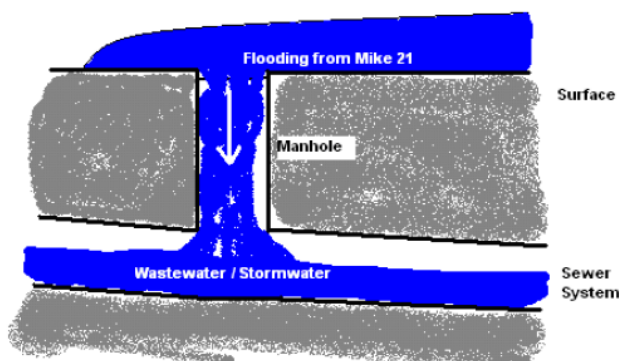 Flooding from Mike 21
Surface
Manhole
Wastewater / Stormwater
Sewer
System